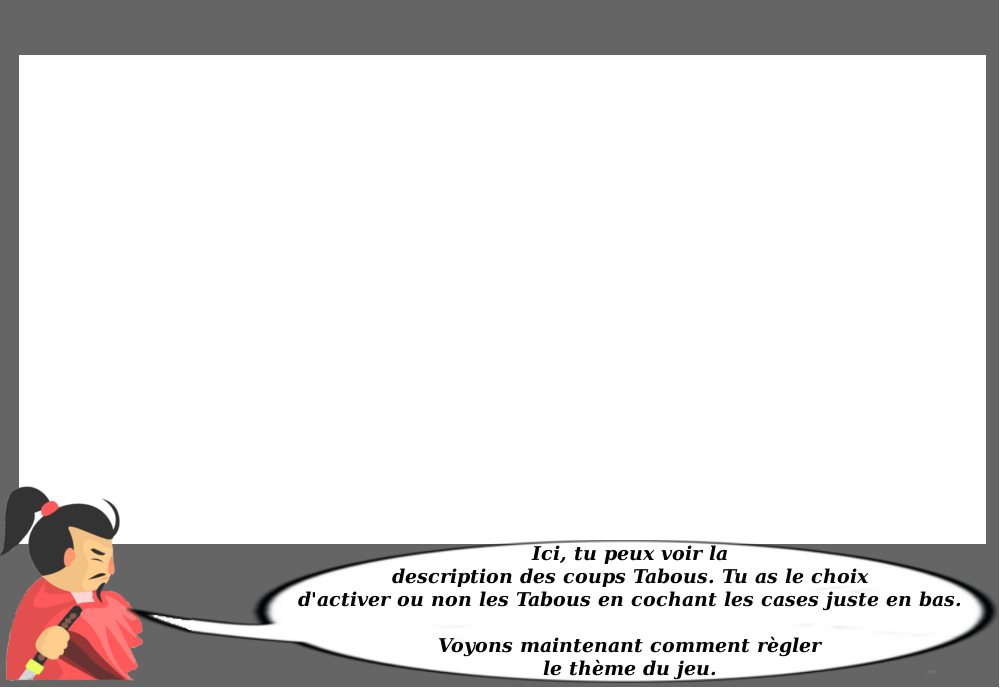 Ici, tu peux voir la
description des coups Tabous. Tu as le choix
d'activer ou non les Tabous en cochant les cases juste en bas.
Voyons maintenant comment règler
le thème du jeu.